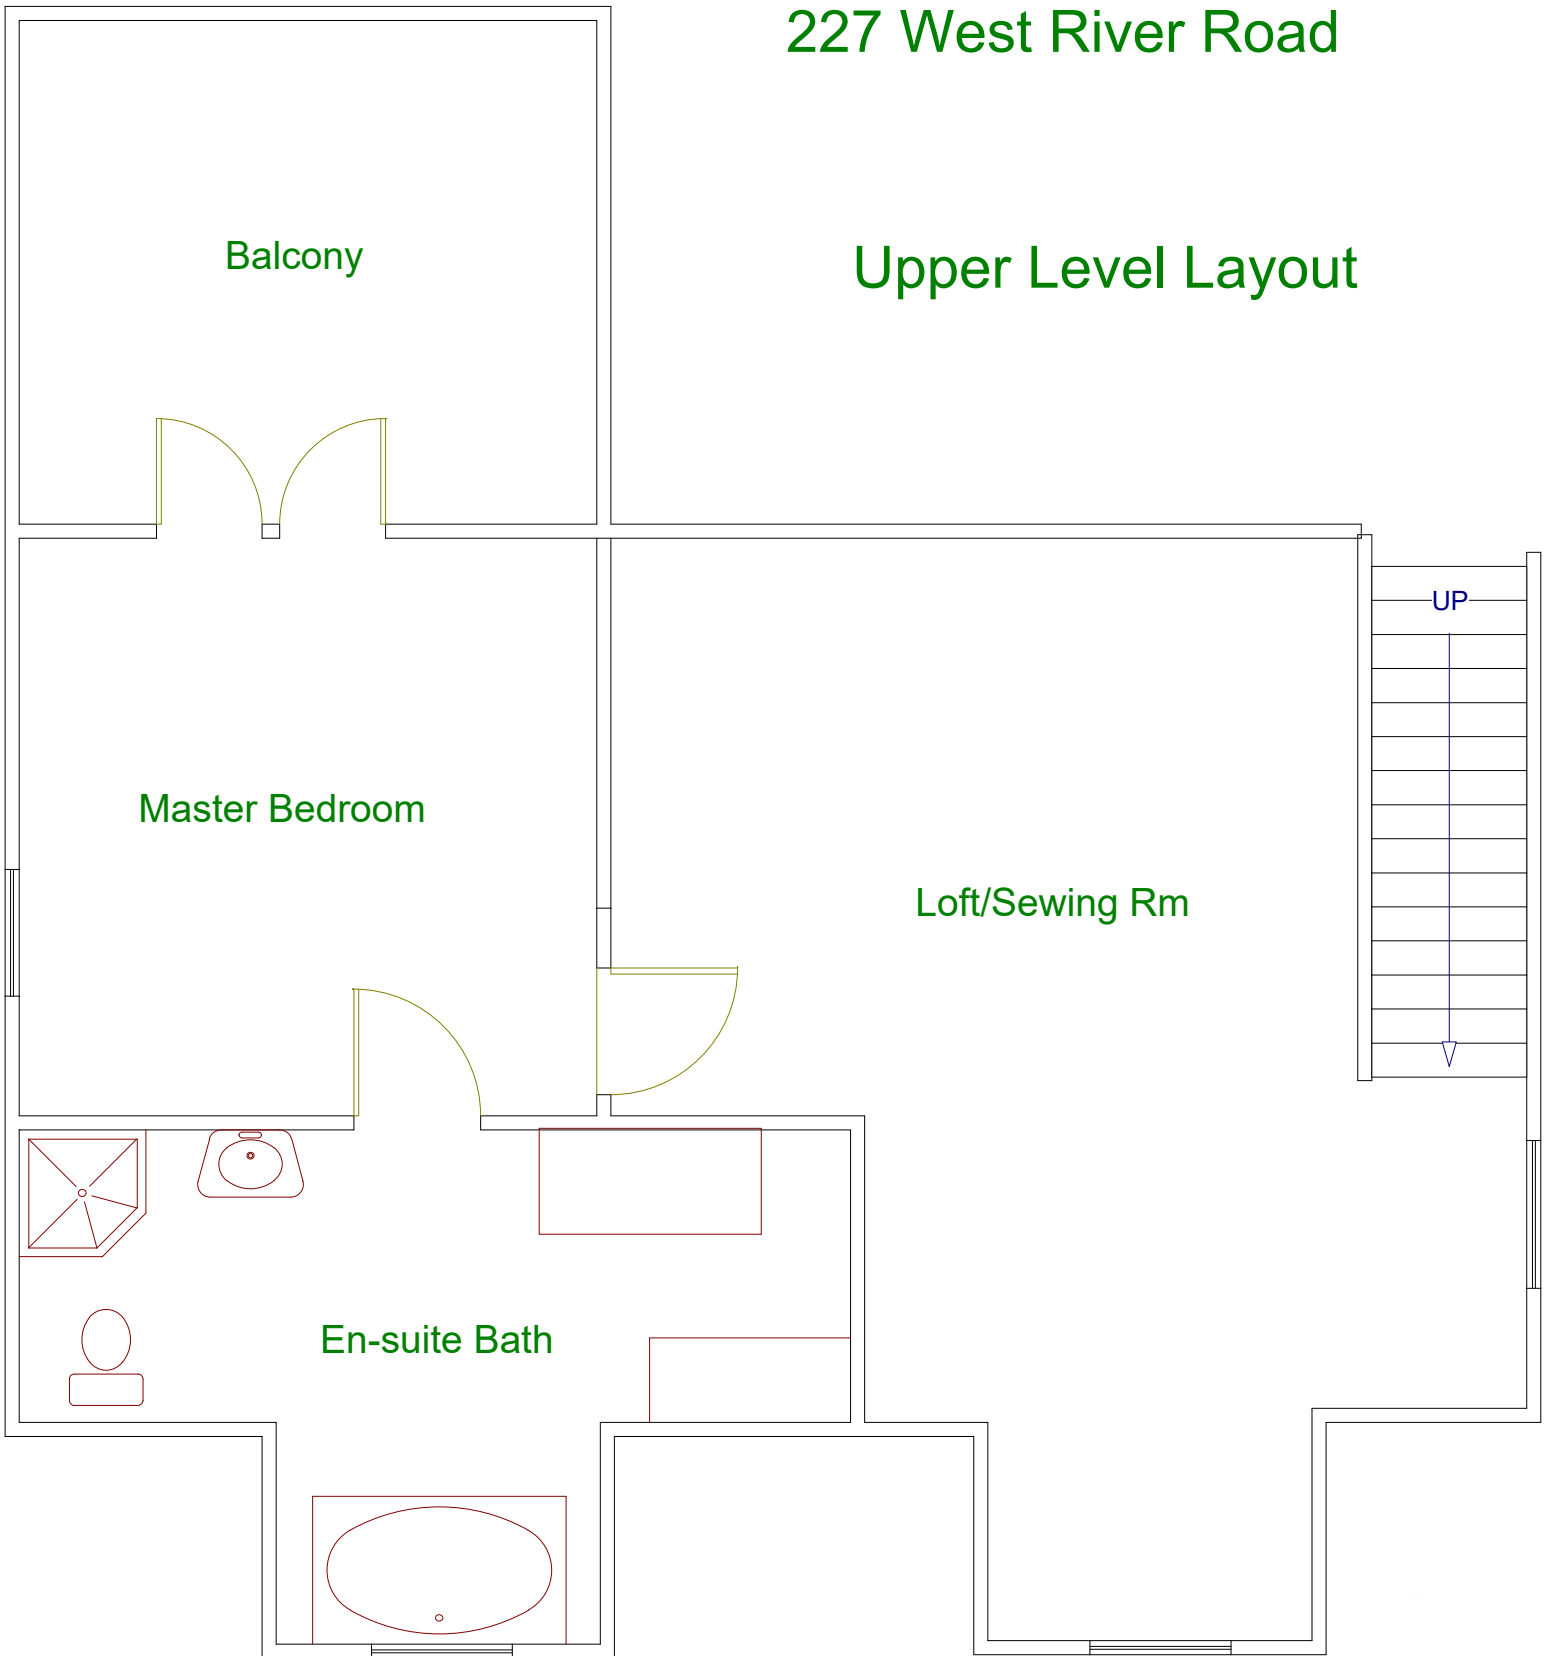 227 West River Road
Upper Level Layout
Balcony
UP
Master Bedroom
Loft/Sewing Rm
En-suite Bath